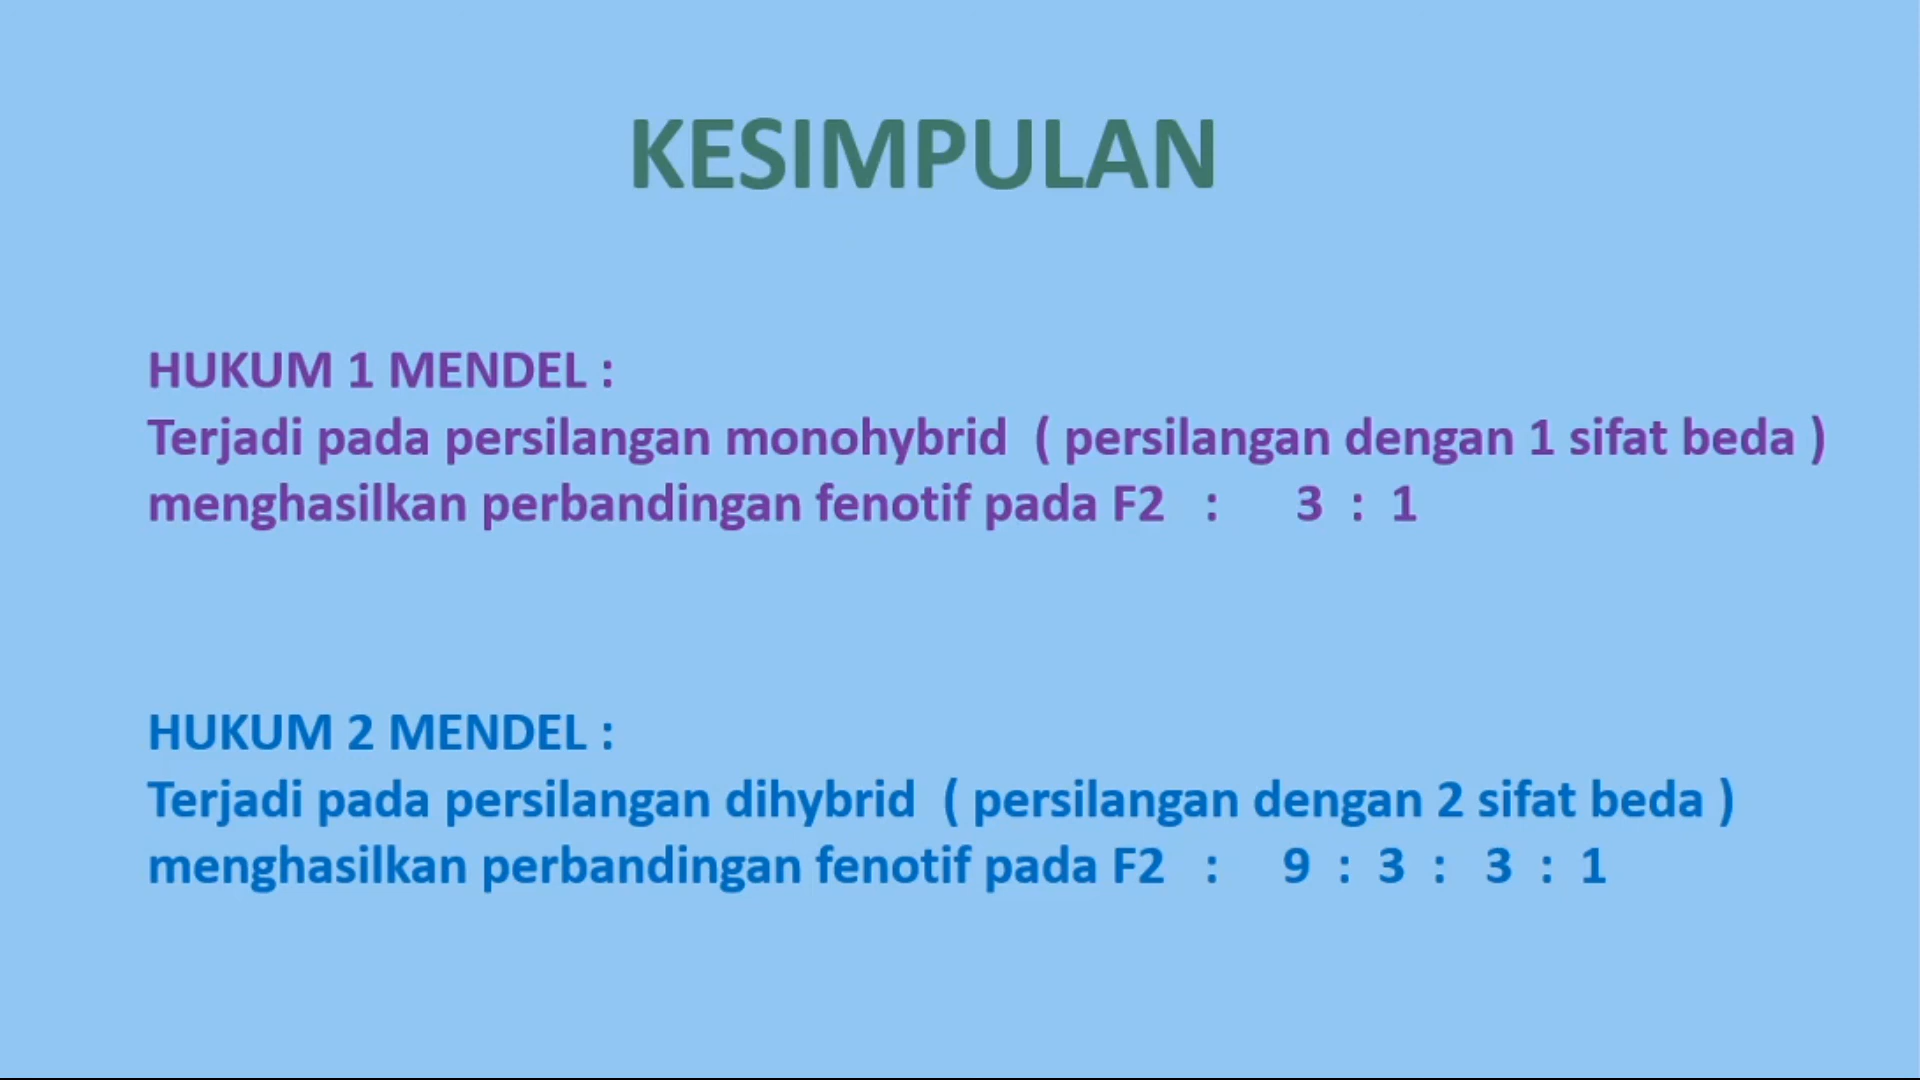 KESIMPULAN
HUKUM 1 MENDEL :
Terjadi pada persilangan monohybrid ( persilangan dengan 1 sifat beda )
menghasilkan perbandingan fenotif pada F2 : 3 : 1
HUKUM 2 MENDEL :
Terjadi pada persilangan dihybrid ( persilangan dengan 2 sifat beda )
menghasilkan perbandingan fenotif pada F2 : 9 : 3 : 3 : 1